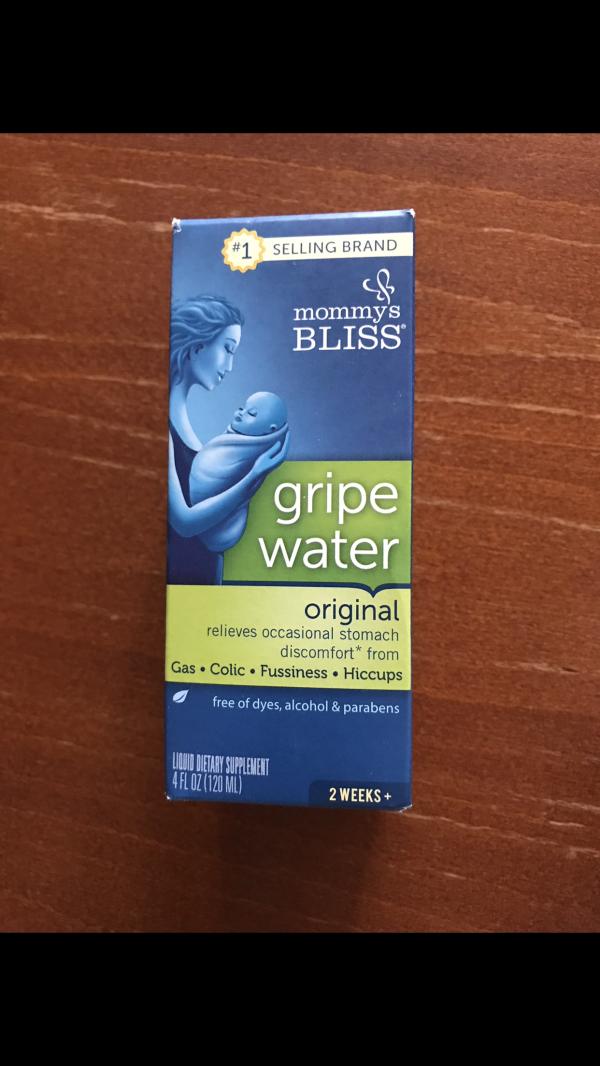 #1 SELLING BRAND
mommy's
BLISS®
gripe
water
original
relieves occasional stomach
discomfort* from
Gas • Colic • Fussiness • Hiccups
free of dyes, alcohol & parabens
LIQUID DIETARY SUPPLEMENT
4 FL OZ (120 ML)
2 WEEKS +